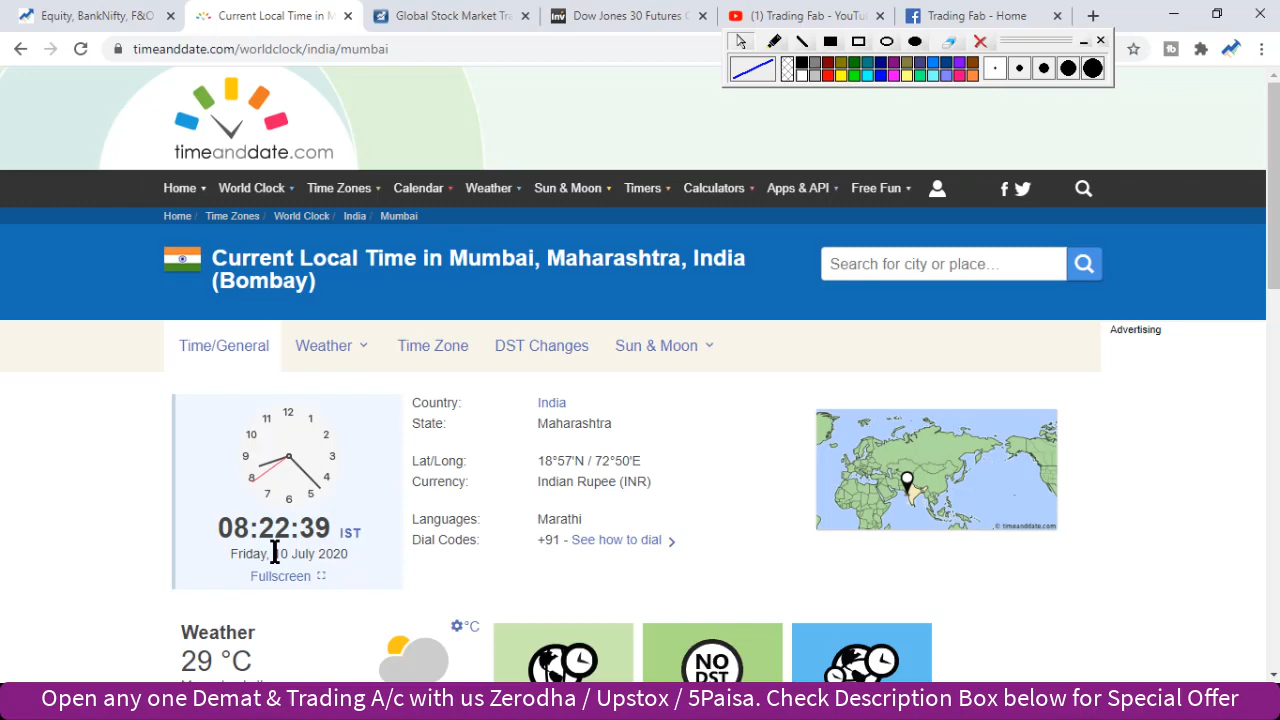 Equity, BankNifty, F&O
Current Local Time in M
Global Stock Market Tra
Dow Jones 30 Futures C
(1) Trading Fab - YouTu
Trading Fab - Home
timeanddate.com/worldclock/india/mumbai
timeanddate.com
Home World Clock Time Zones Calendar Weather Sun & Moon Timers Calculators Apps & API Free Fun
Home / Time Zones / World Clock / India / Mumbai
Current Local Time in Mumbai, Maharashtra, India
(Bombay)
Search for city or place...
Advertising
Time/General Weather Time Zone DST Changes Sun & Moon
12
11 1
10 2
9 3
8 4
7 5
6
08:22:39 IST
Friday, 10 July 2020
Fullscreen
Country: India
State: Maharashtra
Lat/Long: 18°57'N / 72°50'E
Currency: Indian Rupee (INR)
Languages: Marathi
Dial Codes: +91 - See how to dial
© timeanddate.com
Weather
°C
29 °C
NO
DST
Open any one Demat & Trading A/c with us Zerodha / Upstox / 5Paisa. Check Description Box below for Special Offer